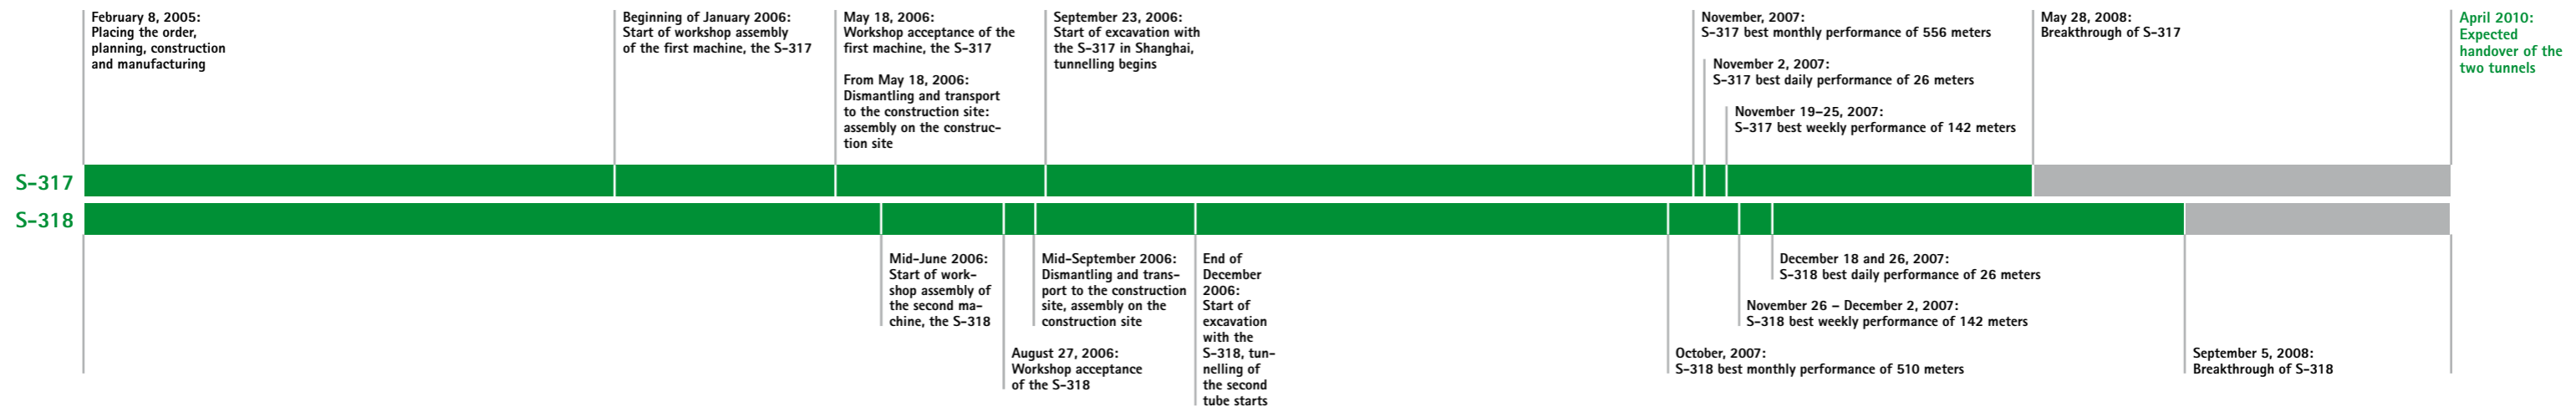 February 8, 2005:
Placing the order,
planning, construction
and manufacturing
Beginning of January 2006:
Start of workshop assembly
of the first machine, the S-317
May 18, 2006:
Workshop acceptance of the
first machine, the S-317
From May 18, 2006:
Dismantling and transport
to the construction site:
assembly on the construc-
tion site
September 23, 2006:
Start of excavation with
the S-317 in Shanghai,
tunnelling begins
November, 2007:
S-317 best monthly performance of 556 meters
November 2, 2007:
S-317 best daily performance of 26 meters
November 19–25, 2007:
S-317 best weekly performance of 142 meters
May 28, 2008:
Breakthrough of S-317
April 2010:
Expected
handover of the
two tunnels
S-317
S-318
Mid-June 2006:
Start of work-
shop assembly of
the second ma-
chine, the S-318
August 27, 2006:
Workshop acceptance
of the S-318
Mid-September 2006:
Dismantling and trans-
port to the construction
site, assembly on the
construction site
End of
December
2006:
Start of
excavation
with the
S-318, tun-
nelling of
the second
tube starts
October, 2007:
S-318 best monthly performance of 510 meters
November 26 – December 2, 2007:
S-318 best weekly performance of 142 meters
December 18 and 26, 2007:
S-318 best daily performance of 26 meters
September 5, 2008:
Breakthrough of S-318